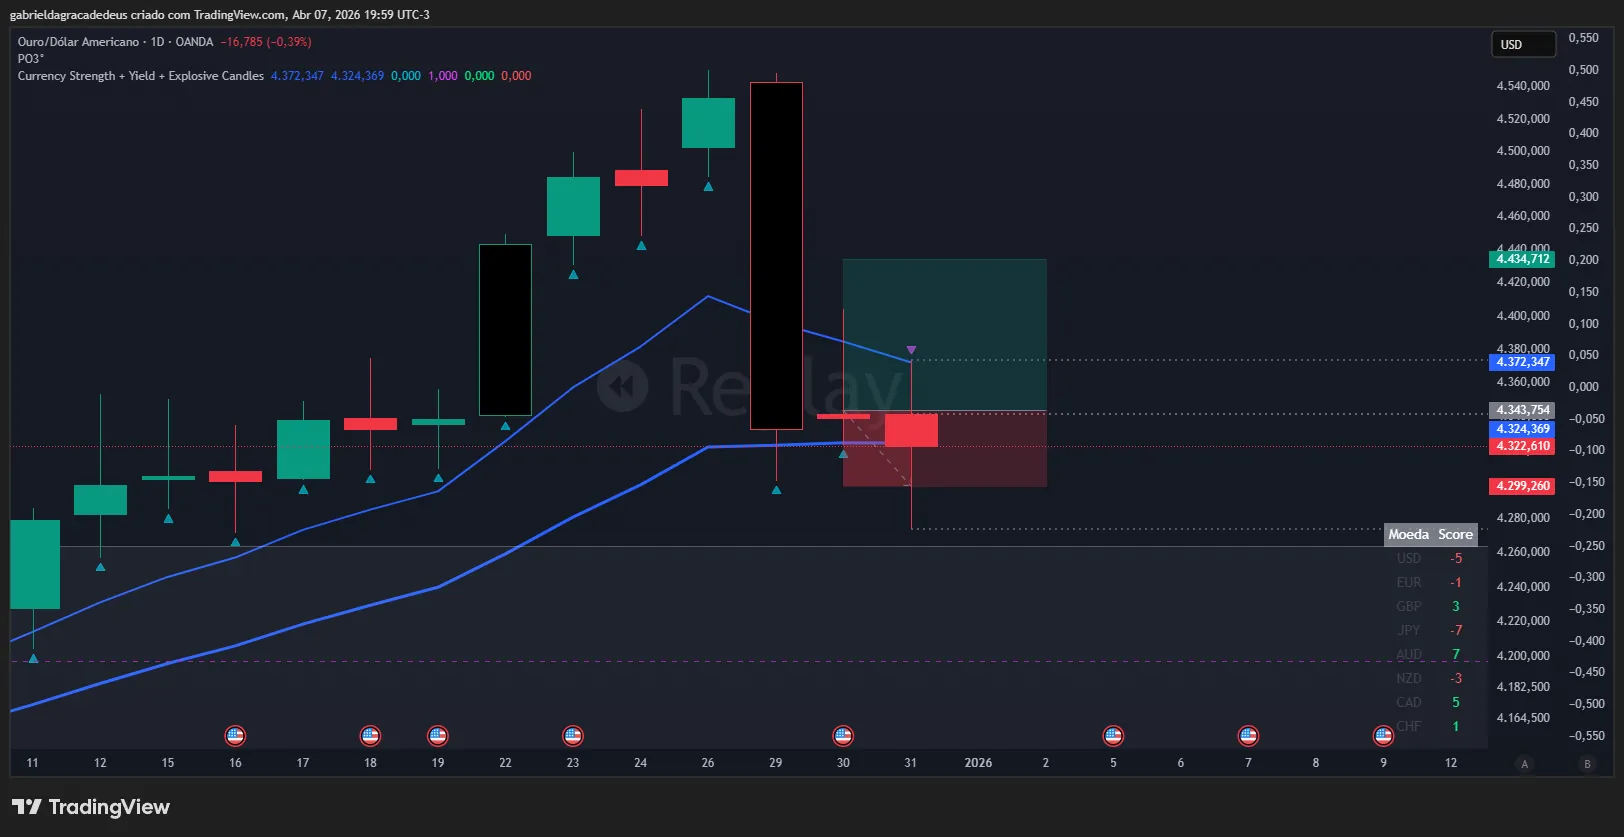 gabrieldagracadedeus criado com TradingView.com, Abr 07, 2026 19:59 UTC-3
Ouro/Dólar Americano · 1D · OANDA −16,785 (−0,39%)
PO3°
Currency Strength + Yield + Explosive Candles 4.372,347 4.324,369 0,000 1,000 0,000 0,000
USD
4.540,000
4.520,000
4.500,000
4.480,000
4.460,000
4.440,000
4.434,712
4.420,000
4.400,000
4.380,000
4.372,347
4.360,000
4.343,754
4.324,369
4.322,610
4.299,260
4.280,000
4.260,000
4.240,000
4.220,000
4.200,000
4.182,500
4.164,500
0,550
0,500
0,450
0,400
0,350
0,300
0,250
0,200
0,150
0,100
0,050
0,000
−0,050
−0,100
−0,150
−0,200
−0,250
−0,300
−0,350
−0,400
−0,450
−0,500
−0,550
Replay
Moeda Score
USD -5
EUR -1
GBP 3
JPY -7
AUD 7
NZD -3
CAD 5
CHF 1
11 12 15 16 17 18 19 22 23 24 26 29 30 31 2026 2 5 6 7 8 9 12
A B
TradingView